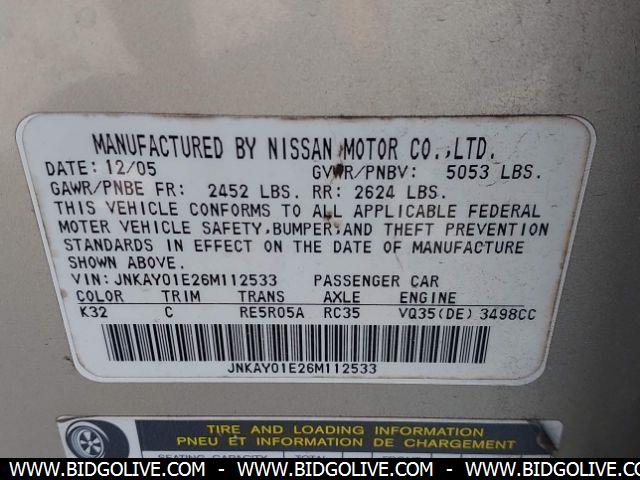 MANUFACTURED BY NISSAN MOTOR CO.,LTD.
DATE: 12/05 GVWR/PNBV: 5053 LBS.
GAWR/PNBE FR: 2452 LBS. RR: 2624 LBS.
THIS VEHICLE CONFORMS TO ALL APPLICABLE FEDERAL
MOTOR VEHICLE SAFETY,BUMPER,AND THEFT PREVENTION
STANDARDS IN EFFECT ON THE DATE OF MANUFACTURE
SHOWN ABOVE.
VIN: JNKAY01E26M112533 PASSENGER CAR
COLOR TRIM TRANS AXLE ENGINE
K32 C RE5R05A RC35 VQ35(DE) 3498CC
JNKAY01E26M112533
TIRE AND LOADING INFORMATION
PNEU ET INFORMATION DE CHARGEMENT
SEATING CAPACITY TOTAL
WWW.BIDGOLIVE.COM - WWW.BIDGOLIVE.COM - WWW.BIDGOLIVE.COM